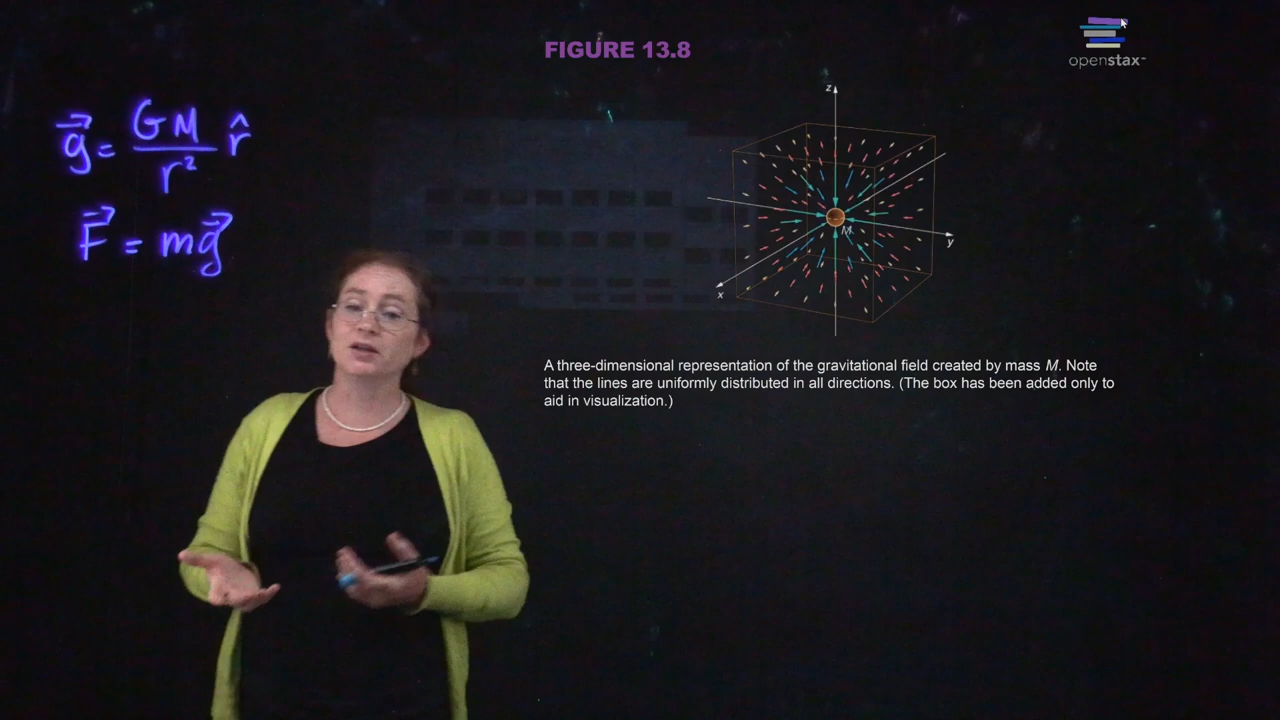 FIGURE 13.8
openstax™
g⃗ = GM/r² r̂
F⃗ = mg⃗
z
M
y
x
A three-dimensional representation of the gravitational field created by mass M. Note
that the lines are uniformly distributed in all directions. (The box has been added only to
aid in visualization.)